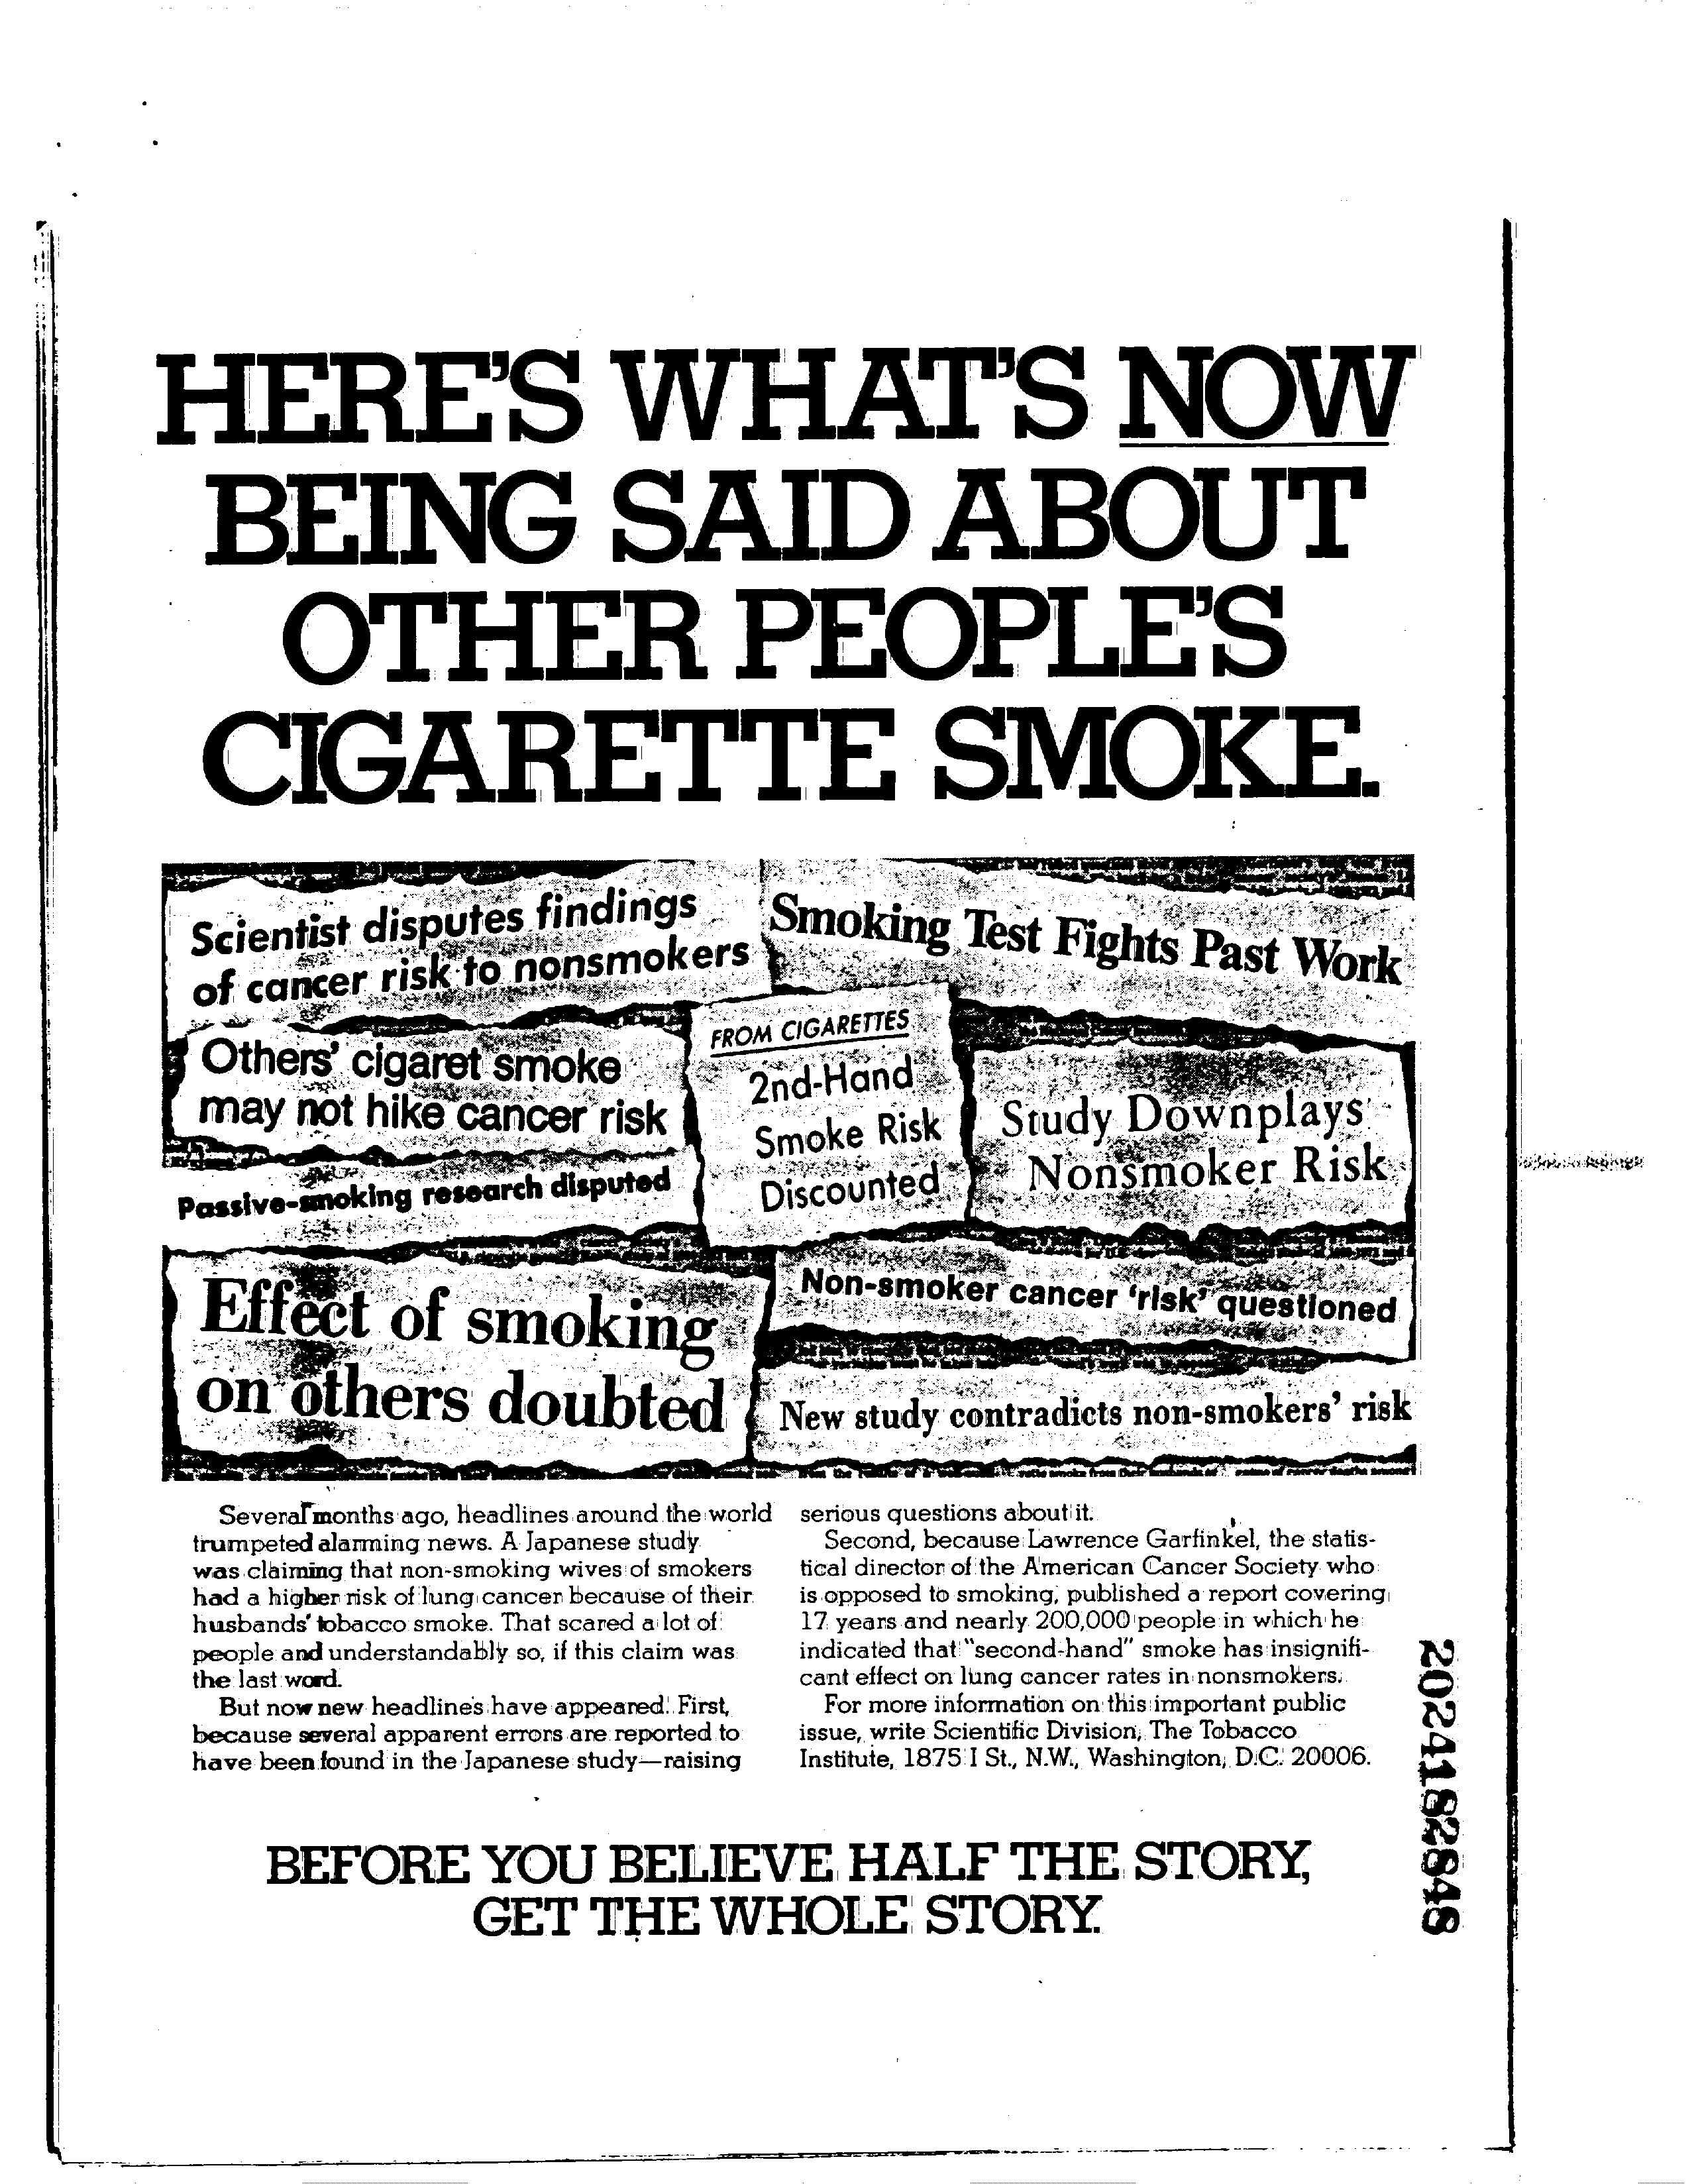 HERE'S WHAT'S NOW
BEING SAID ABOUT
OTHER PEOPLE'S
CIGARETTE SMOKE.
Scientist disputes findings
of cancer risk to nonsmokers
Smoking Test Fights Past Work
Others' cigaret smoke
may not hike cancer risk
FROM CIGARETTES
2nd-Hand
Smoke Risk
Discounted
Study Downplays
Nonsmoker Risk
Passive-smoking research disputed
Effect of smoking
on others doubted
Non-smoker cancer 'risk' questioned
New study contradicts non-smokers' risk
Several months ago, headlines around the world
trumpeted alarming news. A Japanese study
was claiming that non-smoking wives of smokers
had a higher risk of lung cancer because of their
husbands' tobacco smoke. That scared a lot of
people and understandably so, if this claim was
the last word.
But now new headlines have appeared. First,
because several apparent errors are reported to
have been found in the Japanese study—raising
serious questions about it.
Second, because Lawrence Garfinkel, the statis-
tical director of the American Cancer Society who
is opposed to smoking, published a report covering
17 years and nearly 200,000 people in which he
indicated that "second-hand" smoke has insignifi-
cant effect on lung cancer rates in nonsmokers.
For more information on this important public
issue, write Scientific Division, The Tobacco
Institute, 1875 I St., N.W., Washington, D.C. 20006.
BEFORE YOU BELIEVE HALF THE STORY,
GET THE WHOLE STORY.
2024182848